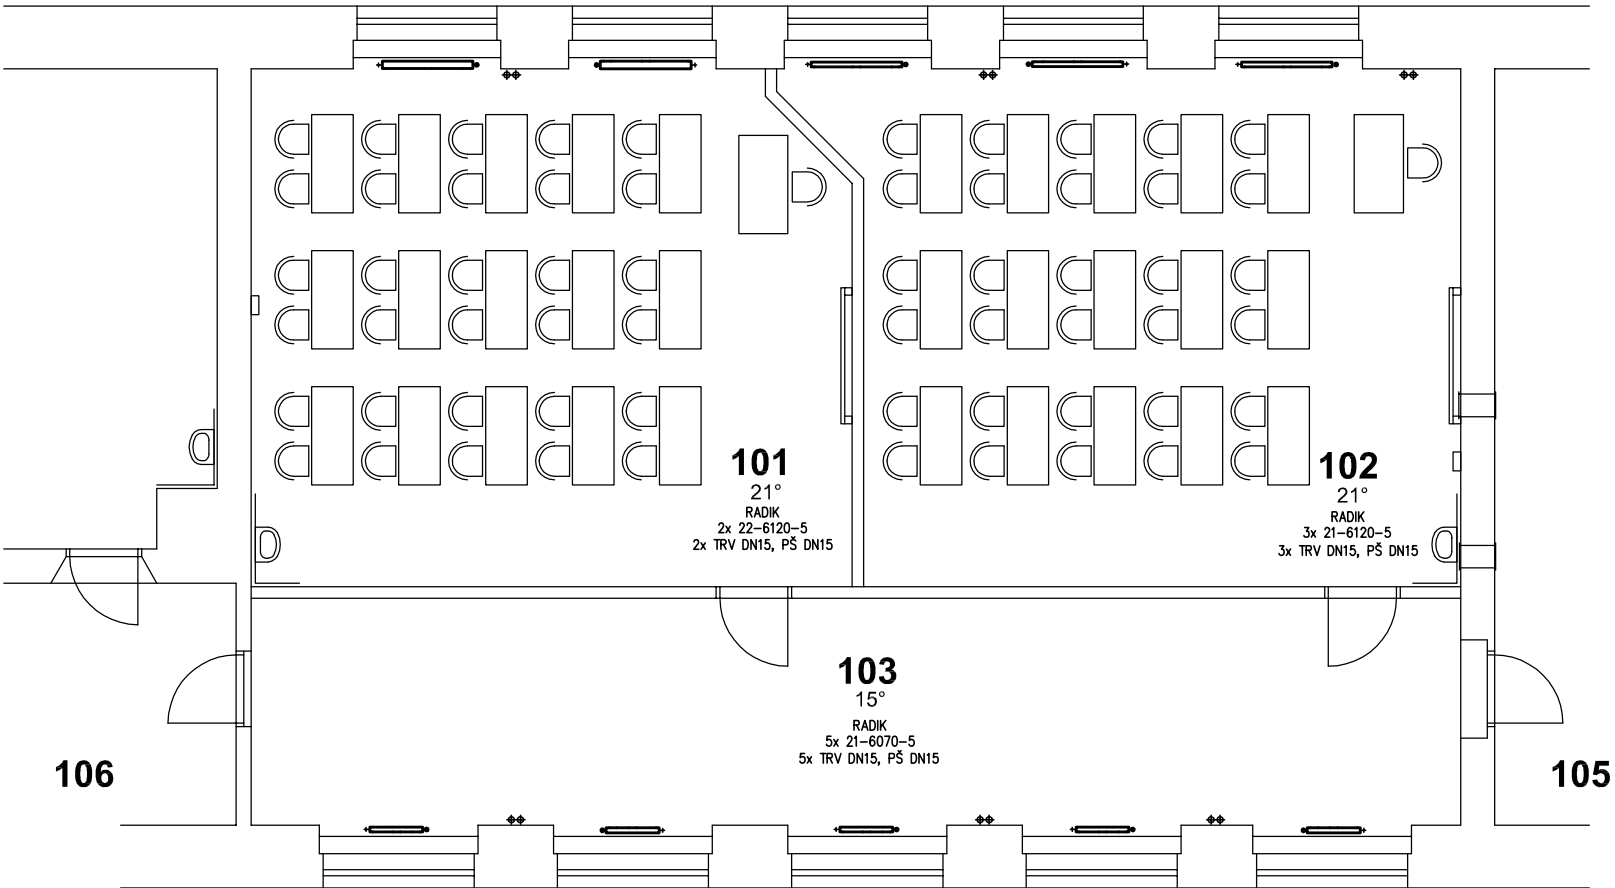 101
21°
RADIK
2x 22-6120-5
2x TRV DN15, PŠ DN15
102
21°
RADIK
3x 21-6120-5
3x TRV DN15, PŠ DN15
103
15°
RADIK
5x 21-6070-5
5x TRV DN15, PŠ DN15
106
105